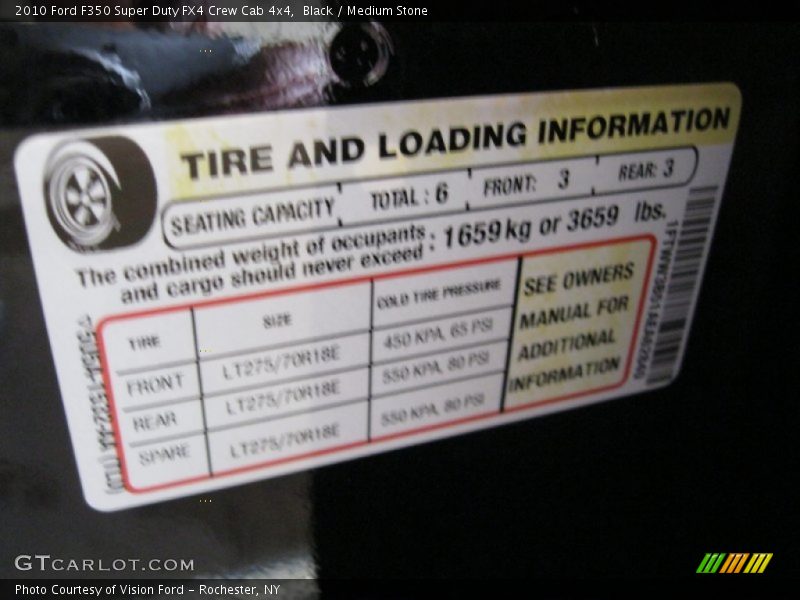 2010 Ford F350 Super Duty FX4 Crew Cab 4x4, Black / Medium Stone
TIRE AND LOADING INFORMATION
SEATING CAPACITY TOTAL : 6 FRONT: 3 REAR: 3
The combined weight of occupants
and cargo should never exceed : 1659 kg or 3659 lbs.
TIRE SIZE COLD TIRE PRESSURE
FRONT LT275/70R18E 450 KPA, 65 PSI
REAR LT275/70R18E 550 KPA, 80 PSI
SPARE LT275/70R18E 550 KPA, 80 PSI
SEE OWNERS
MANUAL FOR
ADDITIONAL
INFORMATION
GTCARLOT.COM
Photo Courtesy of Vision Ford - Rochester, NY